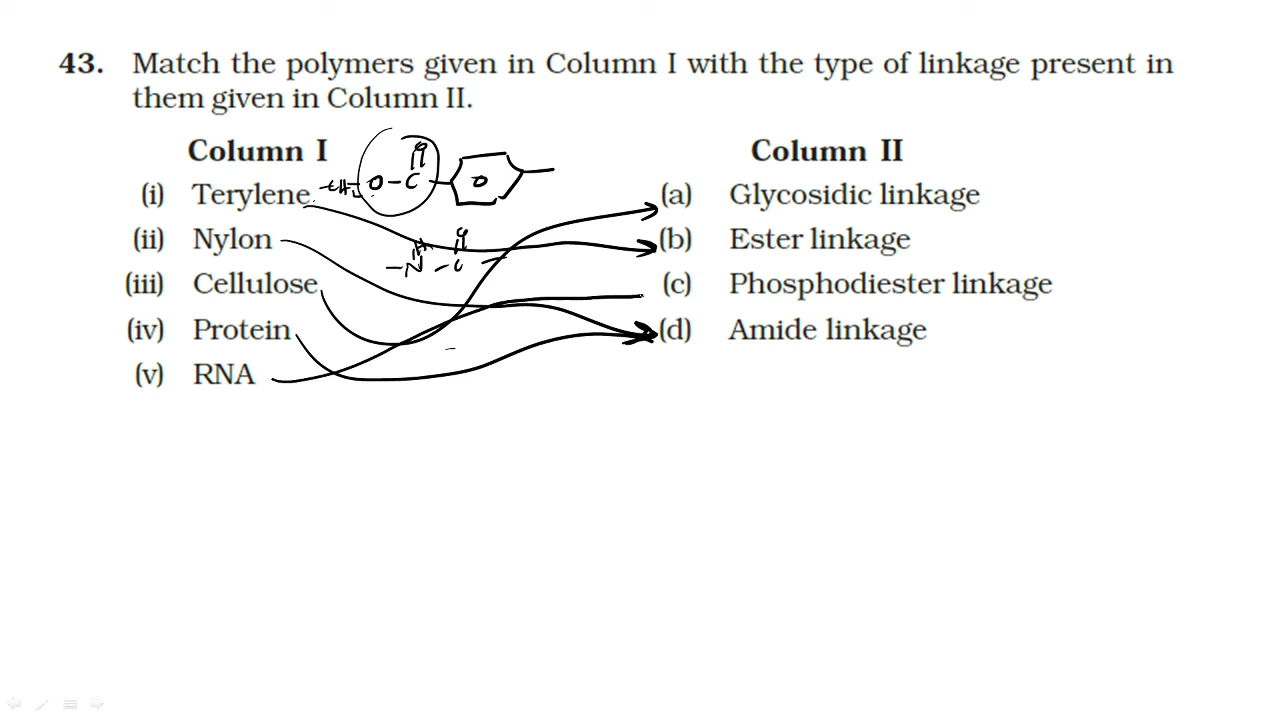 43. Match the polymers given in Column I with the type of linkage present in
them given in Column II.
Column I Column II
(i) Terylene (a) Glycosidic linkage
(ii) Nylon (b) Ester linkage
(iii) Cellulose (c) Phosphodiester linkage
(iv) Protein (d) Amide linkage
(v) RNA
O-C
H
-N-C-